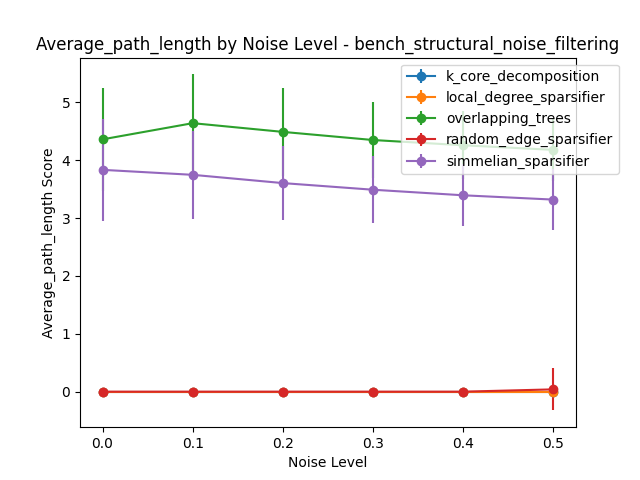 Average_path_length by Noise Level - bench_structural_noise_filtering
k_core_decomposition
local_degree_sparsifier
overlapping_trees
random_edge_sparsifier
simmelian_sparsifier
Average_path_length Score
5
4
3
2
1
0
0.0 0.1 0.2 0.3 0.4 0.5
Noise Level